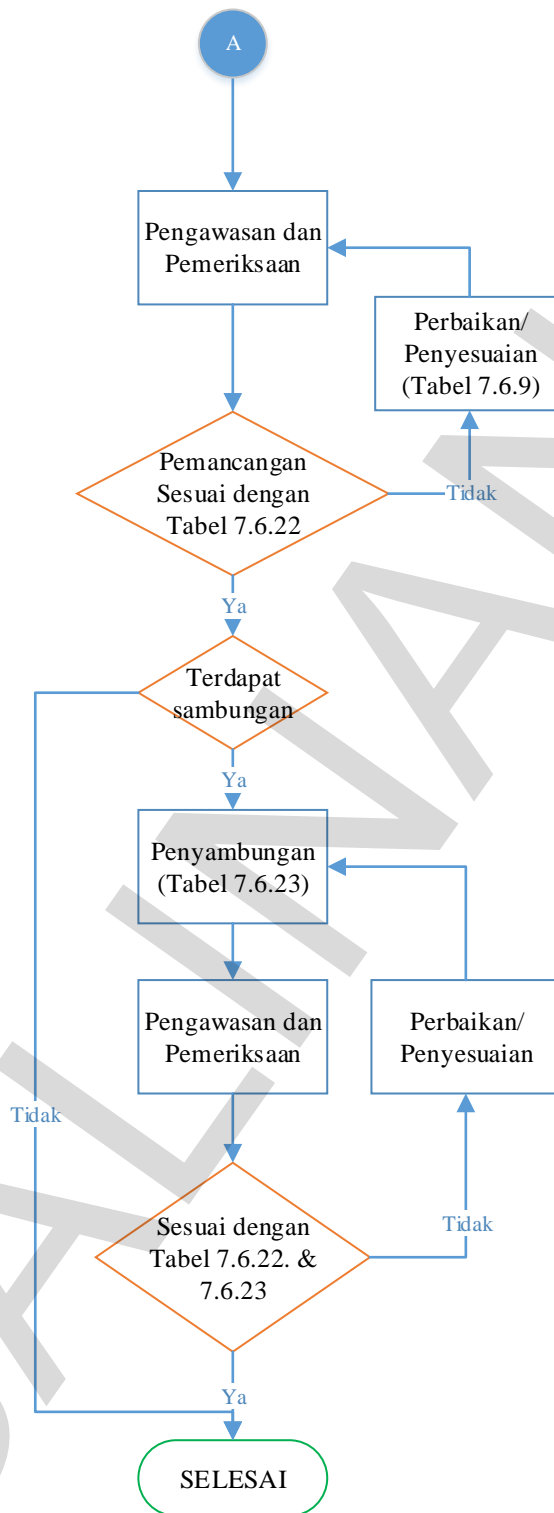 A
Pengawasan dan
Pemeriksaan
Perbaikan/
Penyesuaian
(Tabel 7.6.9)
Pemancangan
Sesuai dengan
Tabel 7.6.22
Tidak
Ya
Terdapat
sambungan
Ya
Penyambungan
(Tabel 7.6.23)
Pengawasan dan
Pemeriksaan
Perbaikan/
Penyesuaian
Tidak
Sesuai dengan
Tabel 7.6.22. &
7.6.23
Tidak
Ya
SELESAI
SALINAN